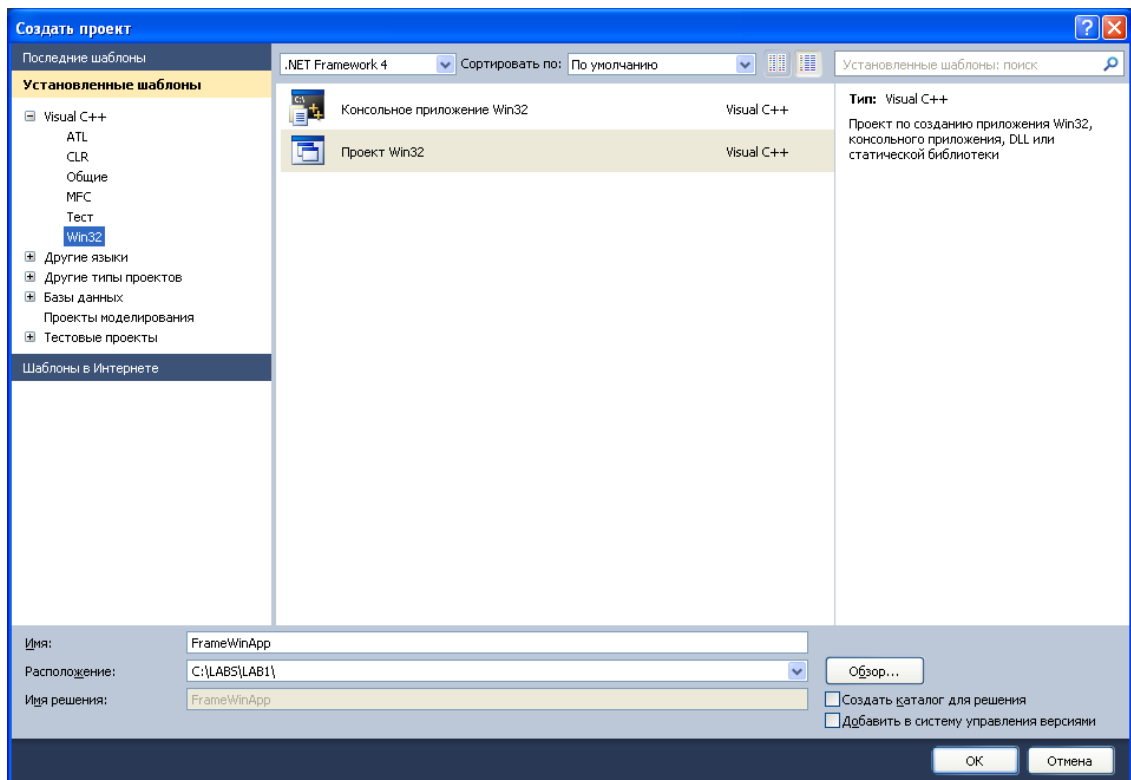 Создать проект
Последние шаблоны
Установленные шаблоны
Visual C++
ATL
CLR
Общие
MFC
Тест
Win32
Другие языки
Другие типы проектов
Базы данных
Проекты моделирования
Тестовые проекты
Шаблоны в Интернете
.NET Framework 4 Сортировать по: По умолчанию
Консольное приложение Win32 Visual C++
Проект Win32 Visual C++
Установленные шаблоны: поиск
Тип: Visual C++
Проект по созданию приложения Win32,
консольного приложения, DLL или
статической библиотеки
Имя: FrameWinApp
Расположение: C:\LABS\LAB1\ Обзор...
Имя решения: FrameWinApp
Создать каталог для решения
Добавить в систему управления версиями
OK Отмена